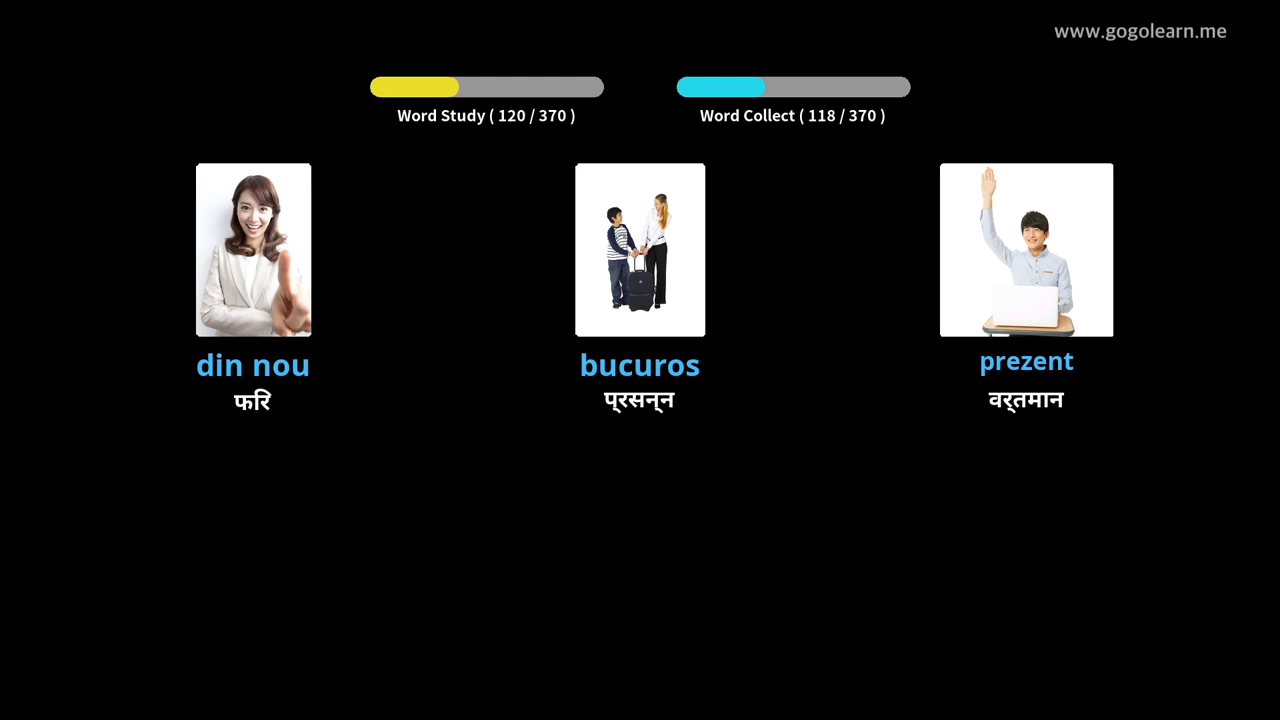 www.gogolearn.me
Word Study ( 120 / 370 )
Word Collect ( 118 / 370 )
din nou
फरि
bucuros
प्रसन्न
prezent
वर्तमान